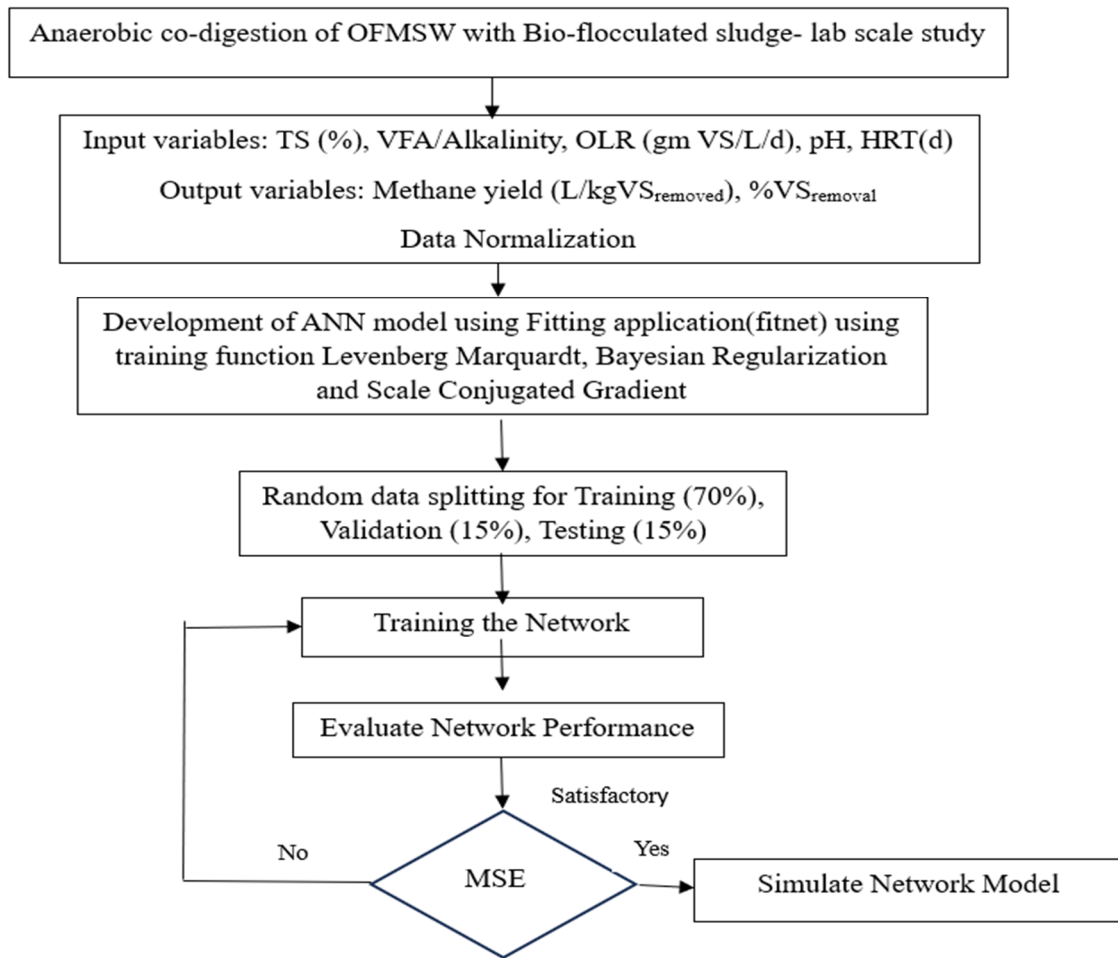 Anaerobic co-digestion of OFMSW with Bio-flocculated sludge- lab scale study
Input variables: TS (%), VFA/Alkalinity, OLR (gm VS/L/d), pH, HRT(d)
Output variables: Methane yield (L/kgVSremoved), %VSremoval
Data Normalization
Development of ANN model using Fitting application(fitnet) using
training function Levenberg Marquardt, Bayesian Regularization
and Scale Conjugated Gradient
Random data splitting for Training (70%),
Validation (15%), Testing (15%)
Training the Network
Evaluate Network Performance
Satisfactory
No
MSE
Yes
Simulate Network Model